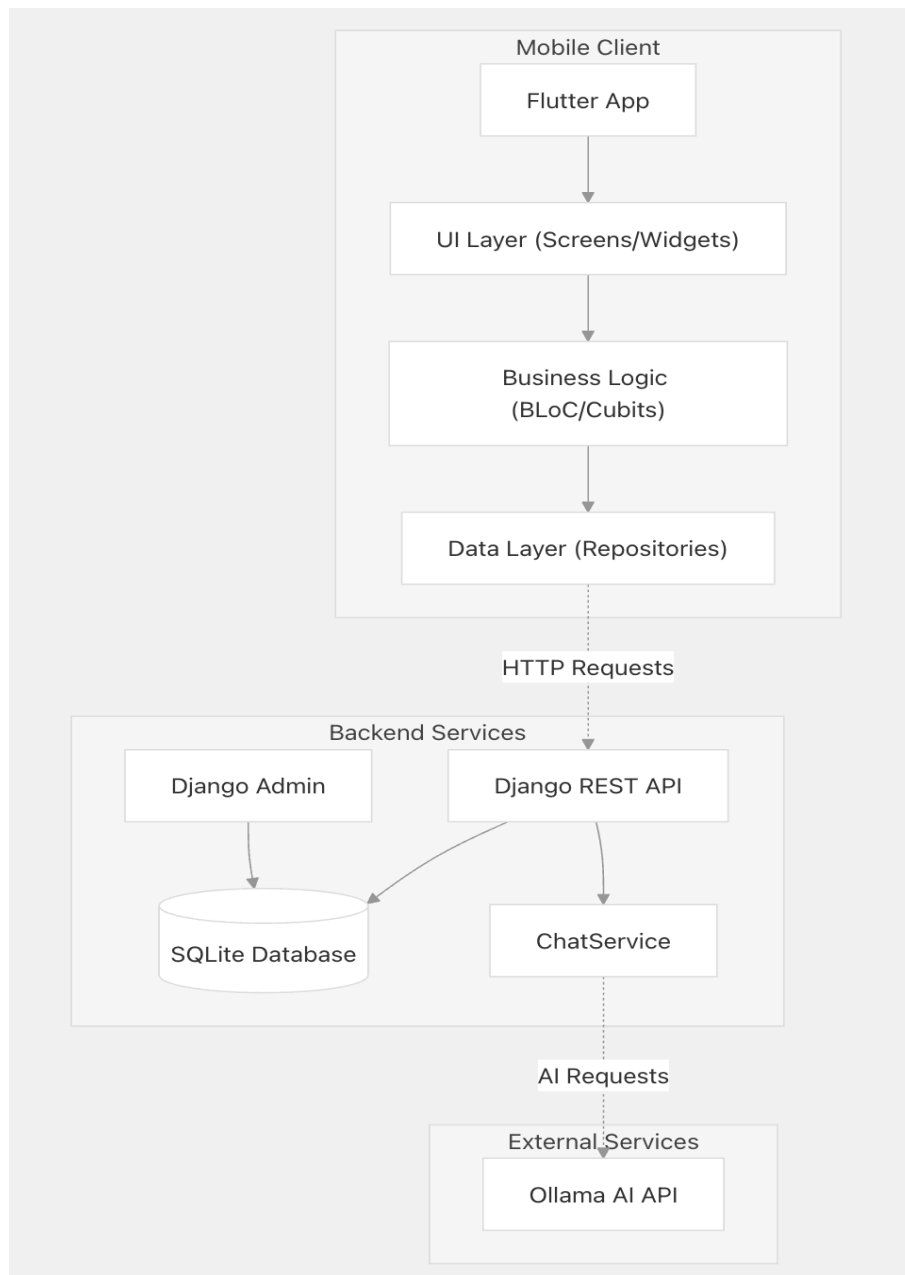 Mobile Client
Flutter App
UI Layer (Screens/Widgets)
Business Logic
(BLoC/Cubits)
Data Layer (Repositories)
HTTP Requests
Backend Services
Django Admin
Django REST API
SQLite Database
ChatService
AI Requests
External Services
Ollama AI API